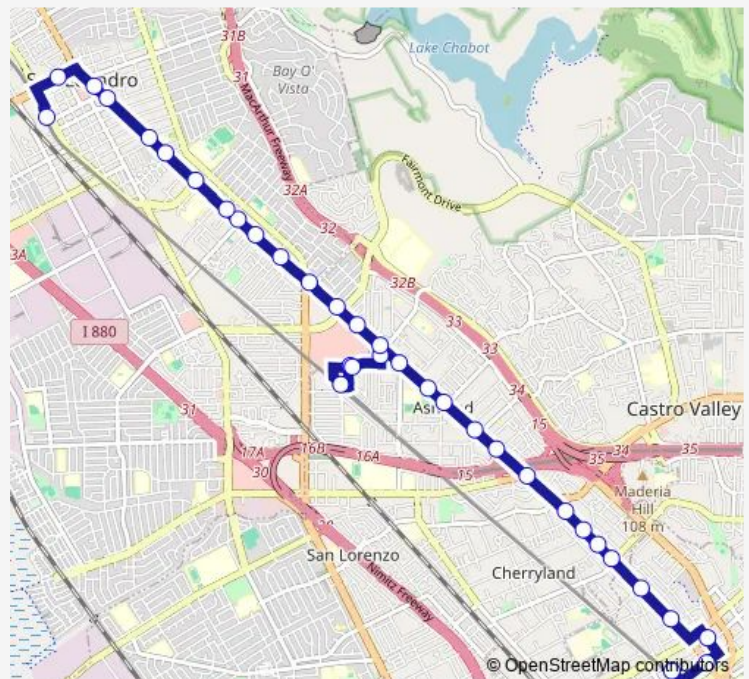 31B
31
Lake Chabot
Bay O'
Vista
MacArthur Freeway
32A
Fairmont Drive
32
3A
32B
I 880
33
33
34
31
15
Castro Valley
17A
16B
16A
30
15
35
34
35
Maderia
Hill
108 m
San Lorenzo
Nimitz Freeway
Cherryland
© OpenStreetMap contributors